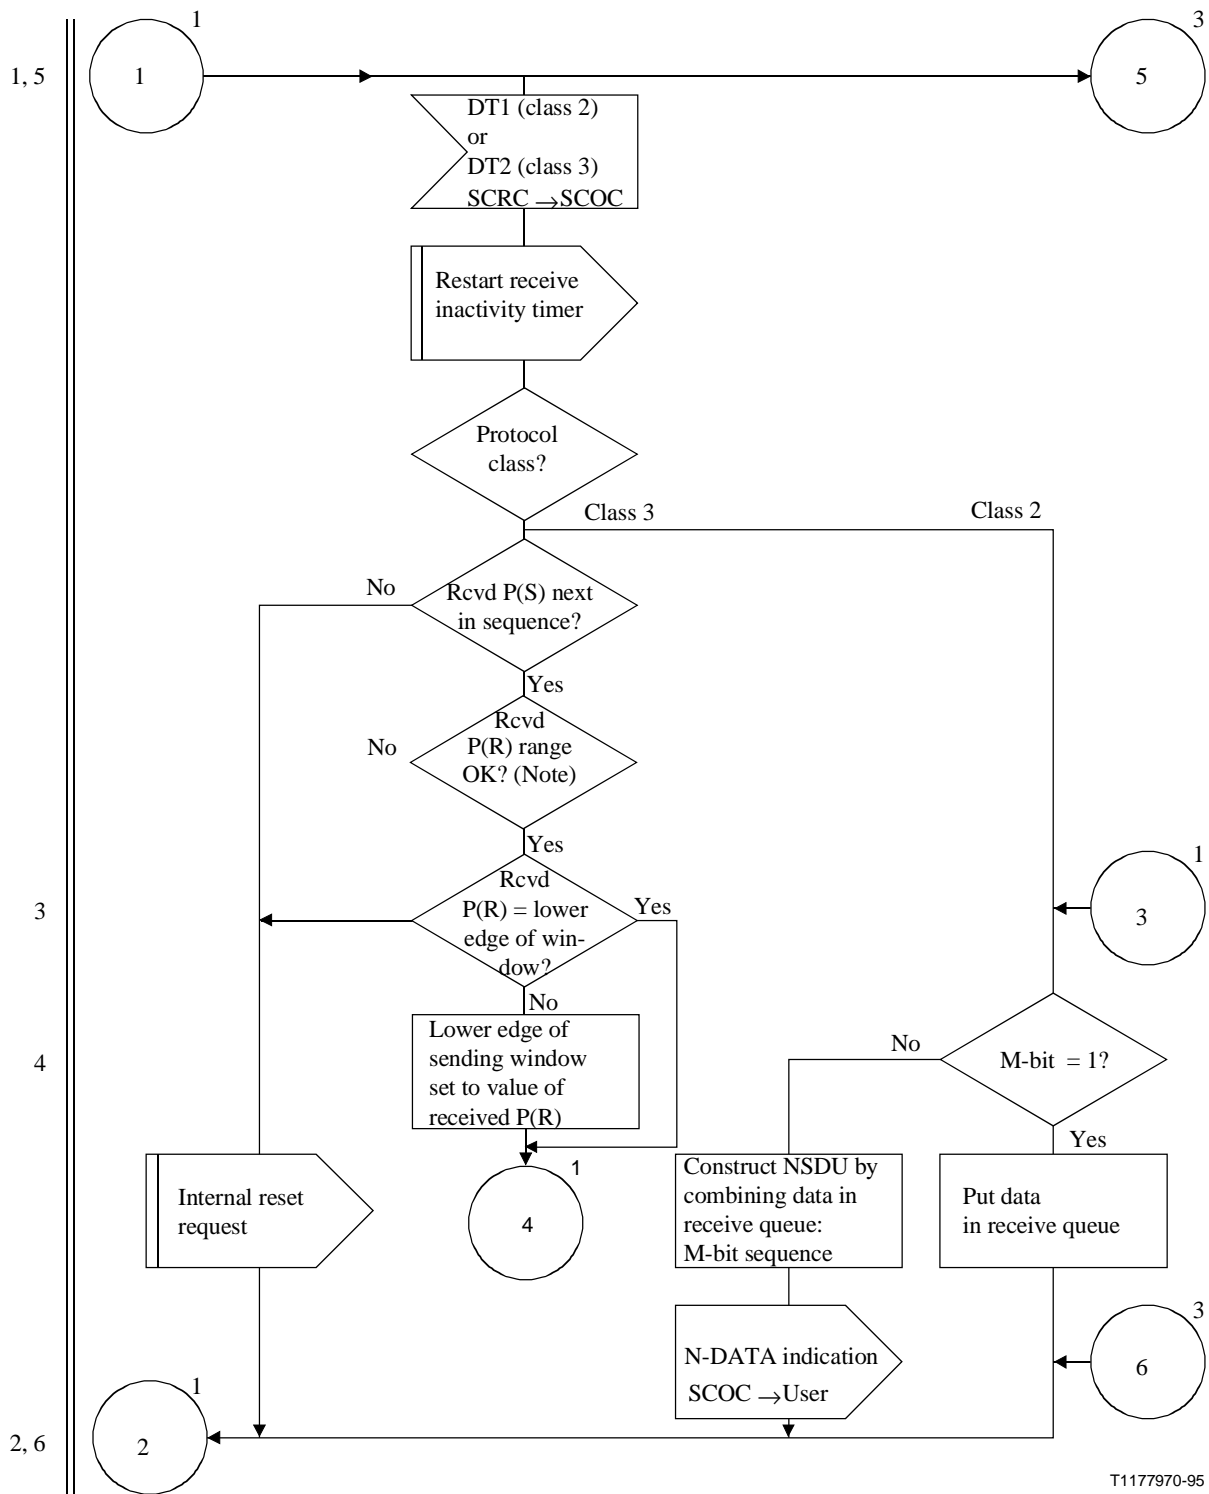 1
3
1, 5
1
5
DT1 (class 2)
or
DT2 (class 3)
SCRC →SCOC
Restart receive
inactivity timer
Protocol
class?
Class 3
Class 2
No
Rcvd P(S) next
in sequence?
Yes
Rcvd
No
P(R) range
OK? (Note)
Yes
1
Rcvd
P(R) = lower
edge of win-
dow?
Yes
3
3
No
Lower edge of
sending window
set to value of
received P(R)
4
No
M-bit = 1?
Yes
1
4
Internal reset
request
Construct NSDU by
combining data in
receive queue:
M-bit sequence
Put data
in receive queue
3
6
N-DATA indication
SCOC →User
1
2, 6
2
T1177970-95